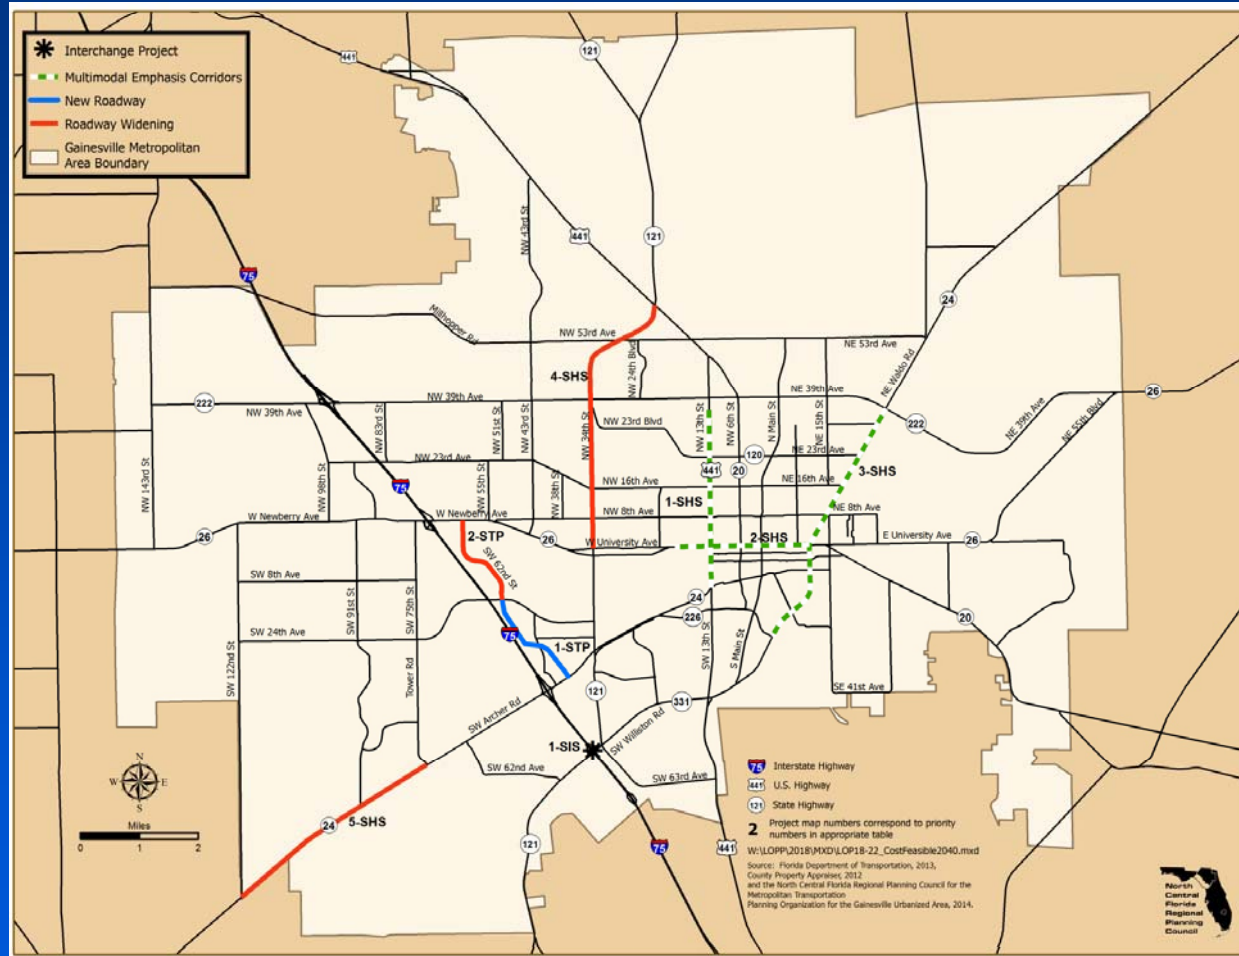 Interchange Project
Multimodal Emphasis Corridors
New Roadway
Roadway Widening
Gainesville Metropolitan
Area Boundary
441
121
75
NW 43rd St
441
121
24
Millhopper Rd
NW 53rd Ave
NE 53rd Ave
NE Waldo Rd
4-SHS
NW 24th Blvd
222
NW 39th Ave
NW 39th Ave
NE 39th Ave
26
222
NE 39th Ave
NE 55th Blvd
NW 143rd St
NW 98th St
NW 83rd St
NW 51st St
NW 43rd St
NW 34th St
NW 23rd Blvd
NW 13th St
NW 6th St
N Main St
NE 15th St
NW 23rd Ave
120
NE 23rd Ave
3-SHS
75
NW 55th St
NW 38th St
NW 16th Ave
441
20
NE 16th Ave
1-SHS
W Newberry Ave
W Newberry Ave
NW 8th Ave
NE 8th Ave
26
2-STP
26
W University Ave
2-SHS
E University Ave
26
SW 62nd St
SW 8th Ave
SW 91st St
SW 75th St
24
226
20
SW 24th Ave
75
1-STP
SW 13th St
S Main St
SW 122nd St
Tower Rd
121
331
SE 41st Ave
SW Archer Rd
SW Williston Rd
1-SIS
SW 62nd Ave
SW 63rd Ave
N
W E
S
Miles
0 1 2
24
5-SHS
121
75
441
75 Interstate Highway
441 U.S. Highway
121 State Highway
2 Project map numbers correspond to priority
numbers in appropriate table
W:\LOPP\2018\MXD\LOP18-22_CostFeasible2040.mxd
Source: Florida Department of Transportation, 2013,
County Property Appraiser, 2012
and the North Central Florida Regional Planning Council for the
Metropolitan Transportation
Planning Organization for the Gainesville Urbanized Area, 2014.
North
Central
Florida
Regional
Planning
Council